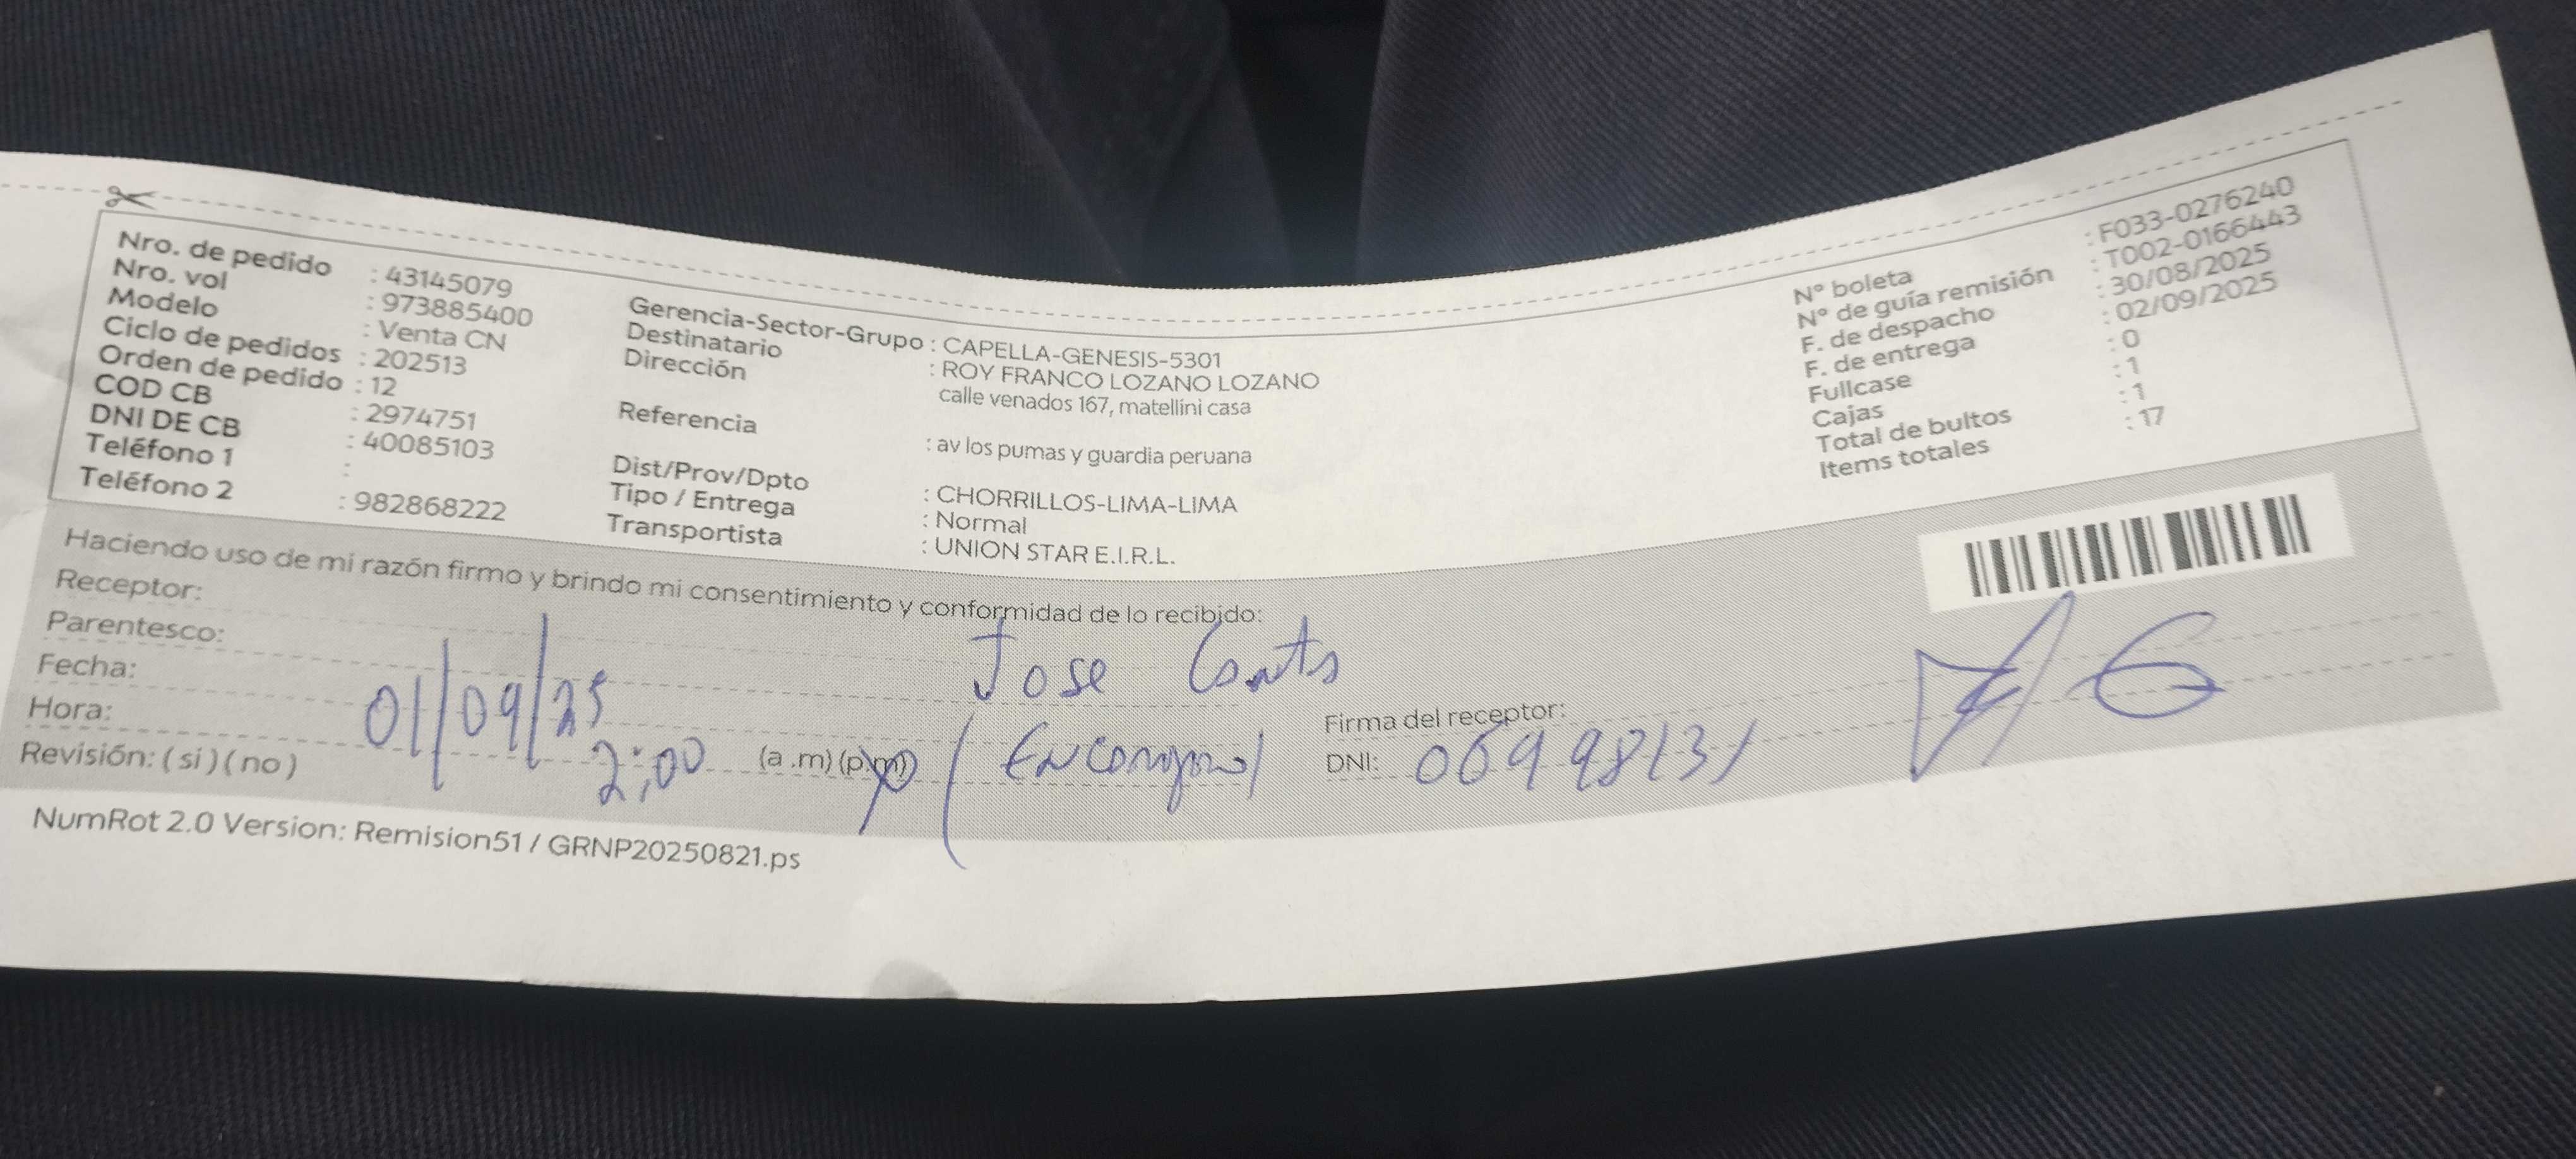 Nro. de pedido : 43145079
Nro. vol : 973885400
Modelo : Venta CN
Ciclo de pedidos : 202513
Orden de pedido : 12
COD CB : 2974751
DNI DE CB : 40085103
Teléfono 1 :
Teléfono 2 : 982868222
Gerencia-Sector-Grupo : CAPELLA-GENESIS-5301
Destinatario : ROY FRANCO LOZANO LOZANO
Dirección calle venados 167, matellini casa
Referencia : av los pumas y guardia peruana
Dist/Prov/Dpto : CHORRILLOS-LIMA-LIMA
Tipo / Entrega : Normal
Transportista : UNION STAR E.I.R.L.
N° boleta : F033-0276240
N° de guía remisión : T002-0166443
F. de despacho : 30/08/2025
F. de entrega : 02/09/2025
Fullcase : 0
Cajas : 1
Total de bultos : 1
Items totales : 17
Haciendo uso de mi razón firmo y brindo mi consentimiento y conformidad de lo recibido:
Receptor: Jose
Parentesco:
Fecha: 01/09/25
Hora: 2:00 (a .m) (p.m)
Revisión: ( si ) ( no )
Firma del receptor:
DNI: 06998131
NumRot 2.0 Version: Remision51 / GRNP20250821.ps